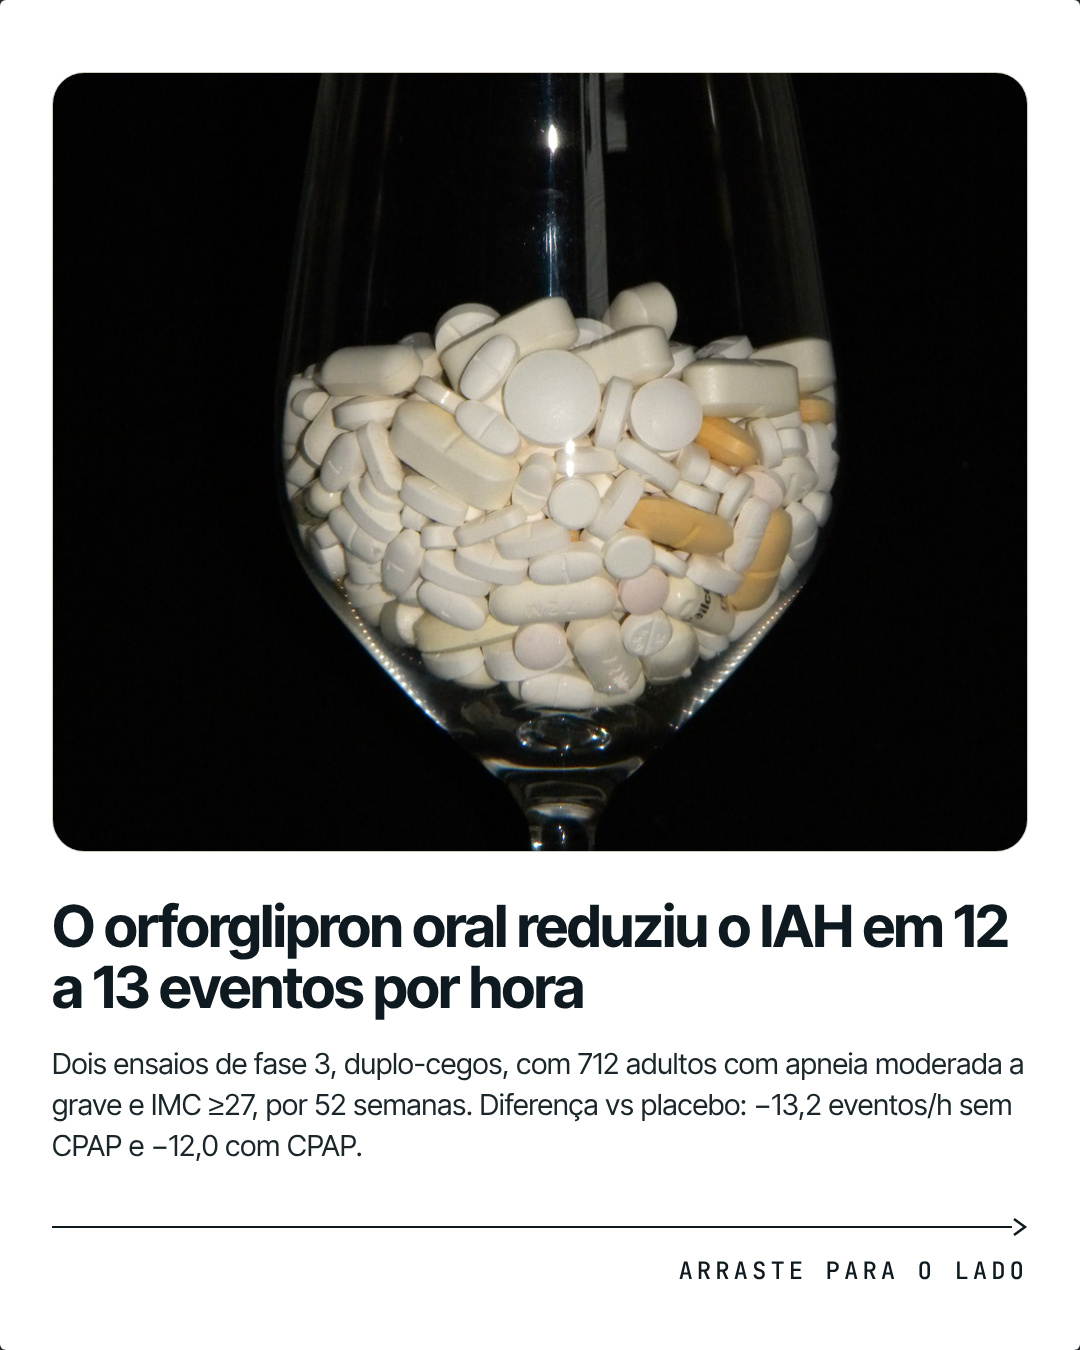 O orforglipron oral reduziu o IAH em 12
a 13 eventos por hora
Dois ensaios de fase 3, duplo-cegos, com 712 adultos com apneia moderada a
grave e IMC ≥27, por 52 semanas. Diferença vs placebo: −13,2 eventos/h sem
CPAP e −12,0 com CPAP.
ARRASTE PARA O LADO